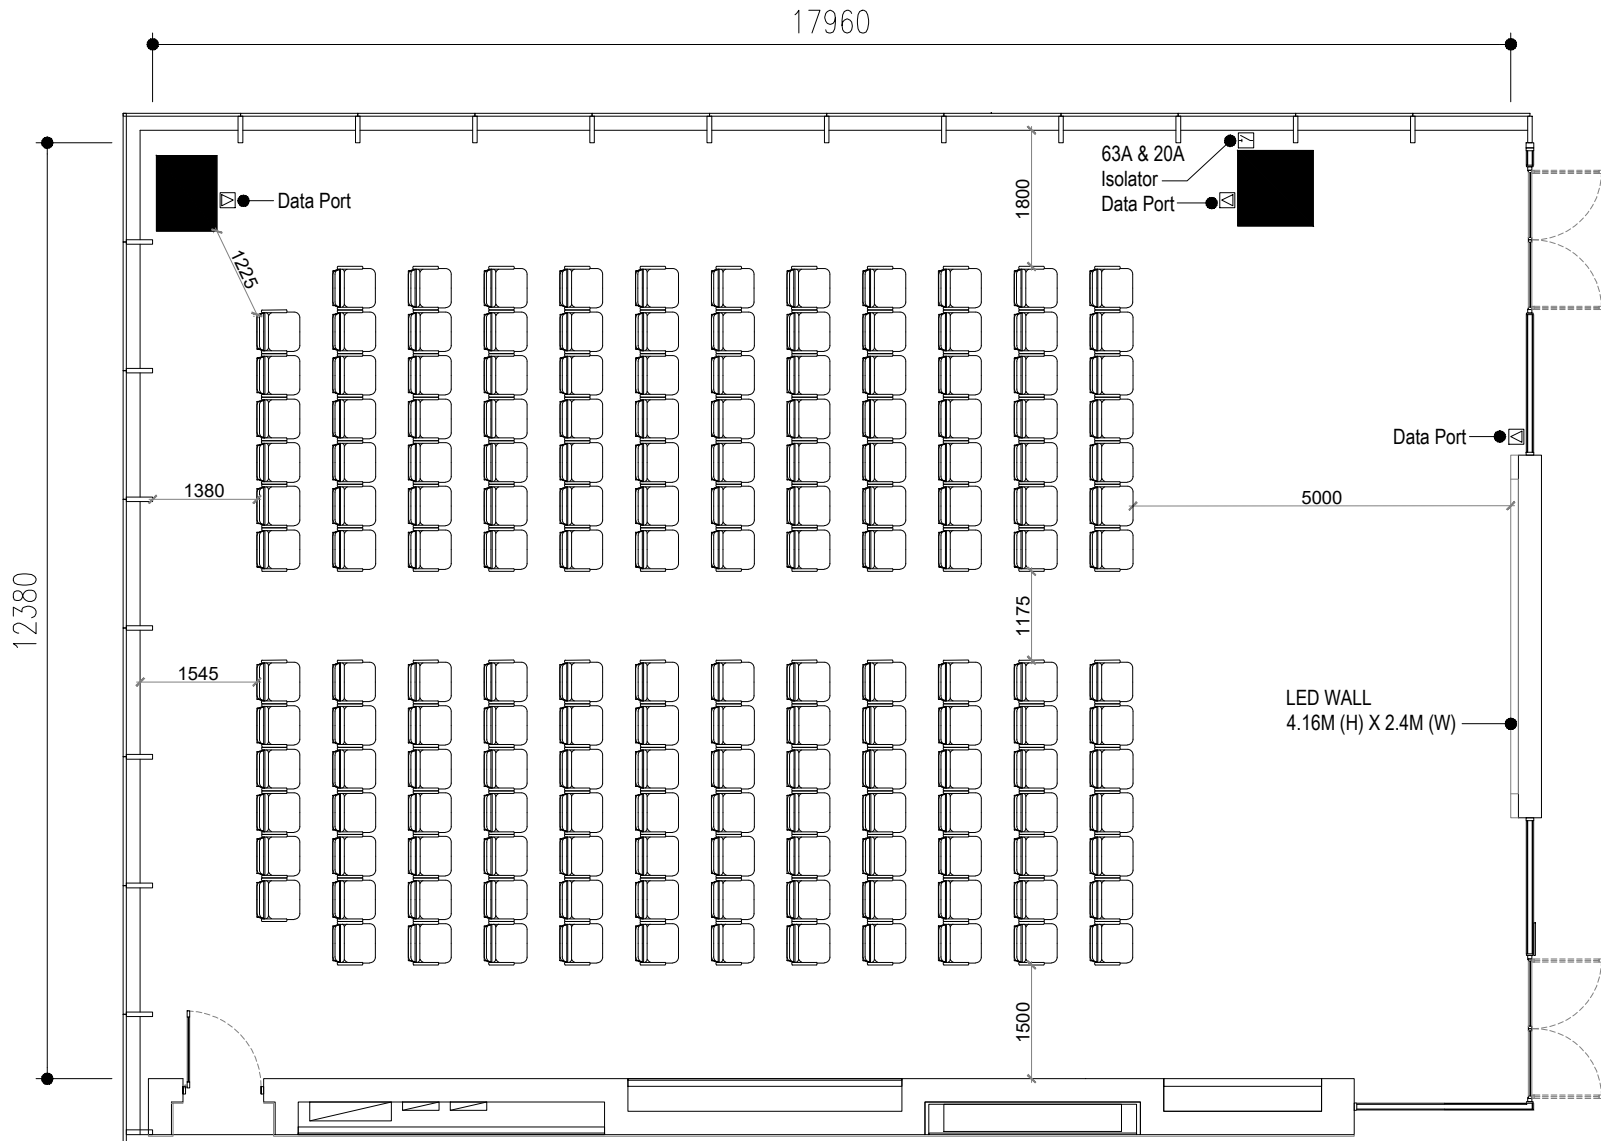 17960
63A & 20A
Isolator
Data Port
Data Port
1800
1225
Data Port
1380
5000
12380
1175
1545
LED WALL
4.16M (H) X 2.4M (W)
1500